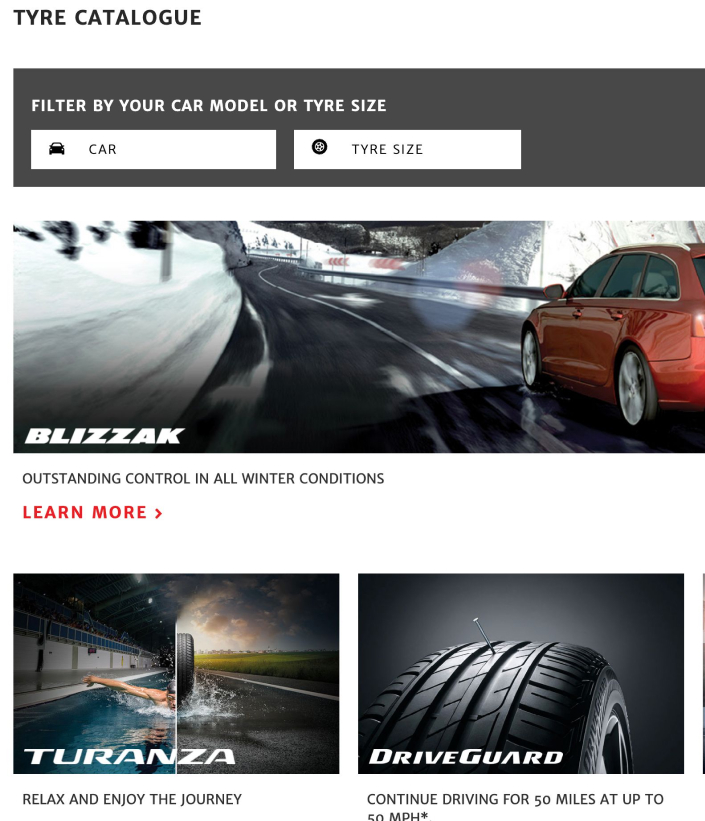 TYRE CATALOGUE
FILTER BY YOUR CAR MODEL OR TYRE SIZE
CAR
TYRE SIZE
BLIZZAK
OUTSTANDING CONTROL IN ALL WINTER CONDITIONS
LEARN MORE >
TURANZA
DRIVEGUARD
RELAX AND ENJOY THE JOURNEY
CONTINUE DRIVING FOR 50 MILES AT UP TO
50 MPH*.